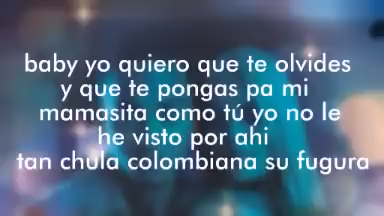 baby yo quiero que te olvides
y que te pongas pa mi
mamasita como tú yo no le
he visto por ahi
tan chula colombiana su fugura